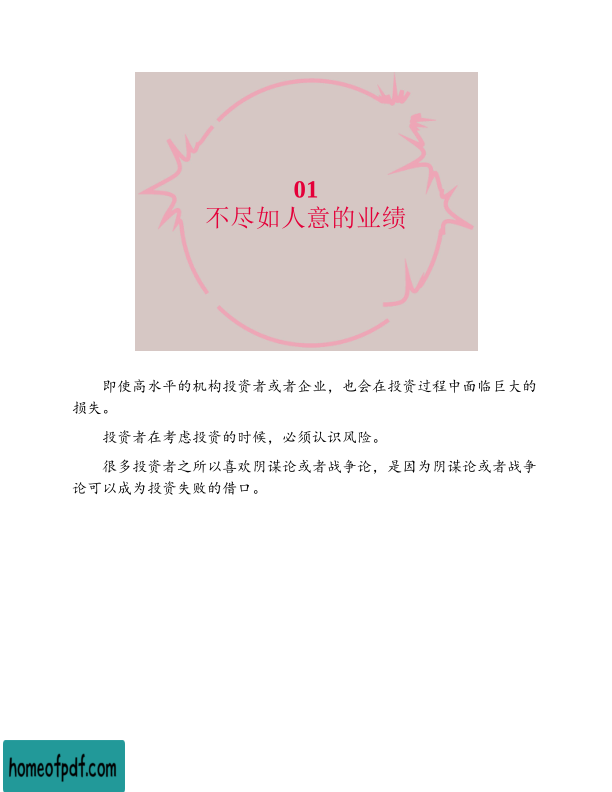 01
不尽如人意的业绩
即使高水平的机构投资者或者企业，也会在投资过程中面临巨大的
损失。
投资者在考虑投资的时候，必须认识风险。
很多投资者之所以喜欢阴谋论或者战争论，是因为阴谋论或者战争
论可以成为投资失败的借口。
homeofpdf.com